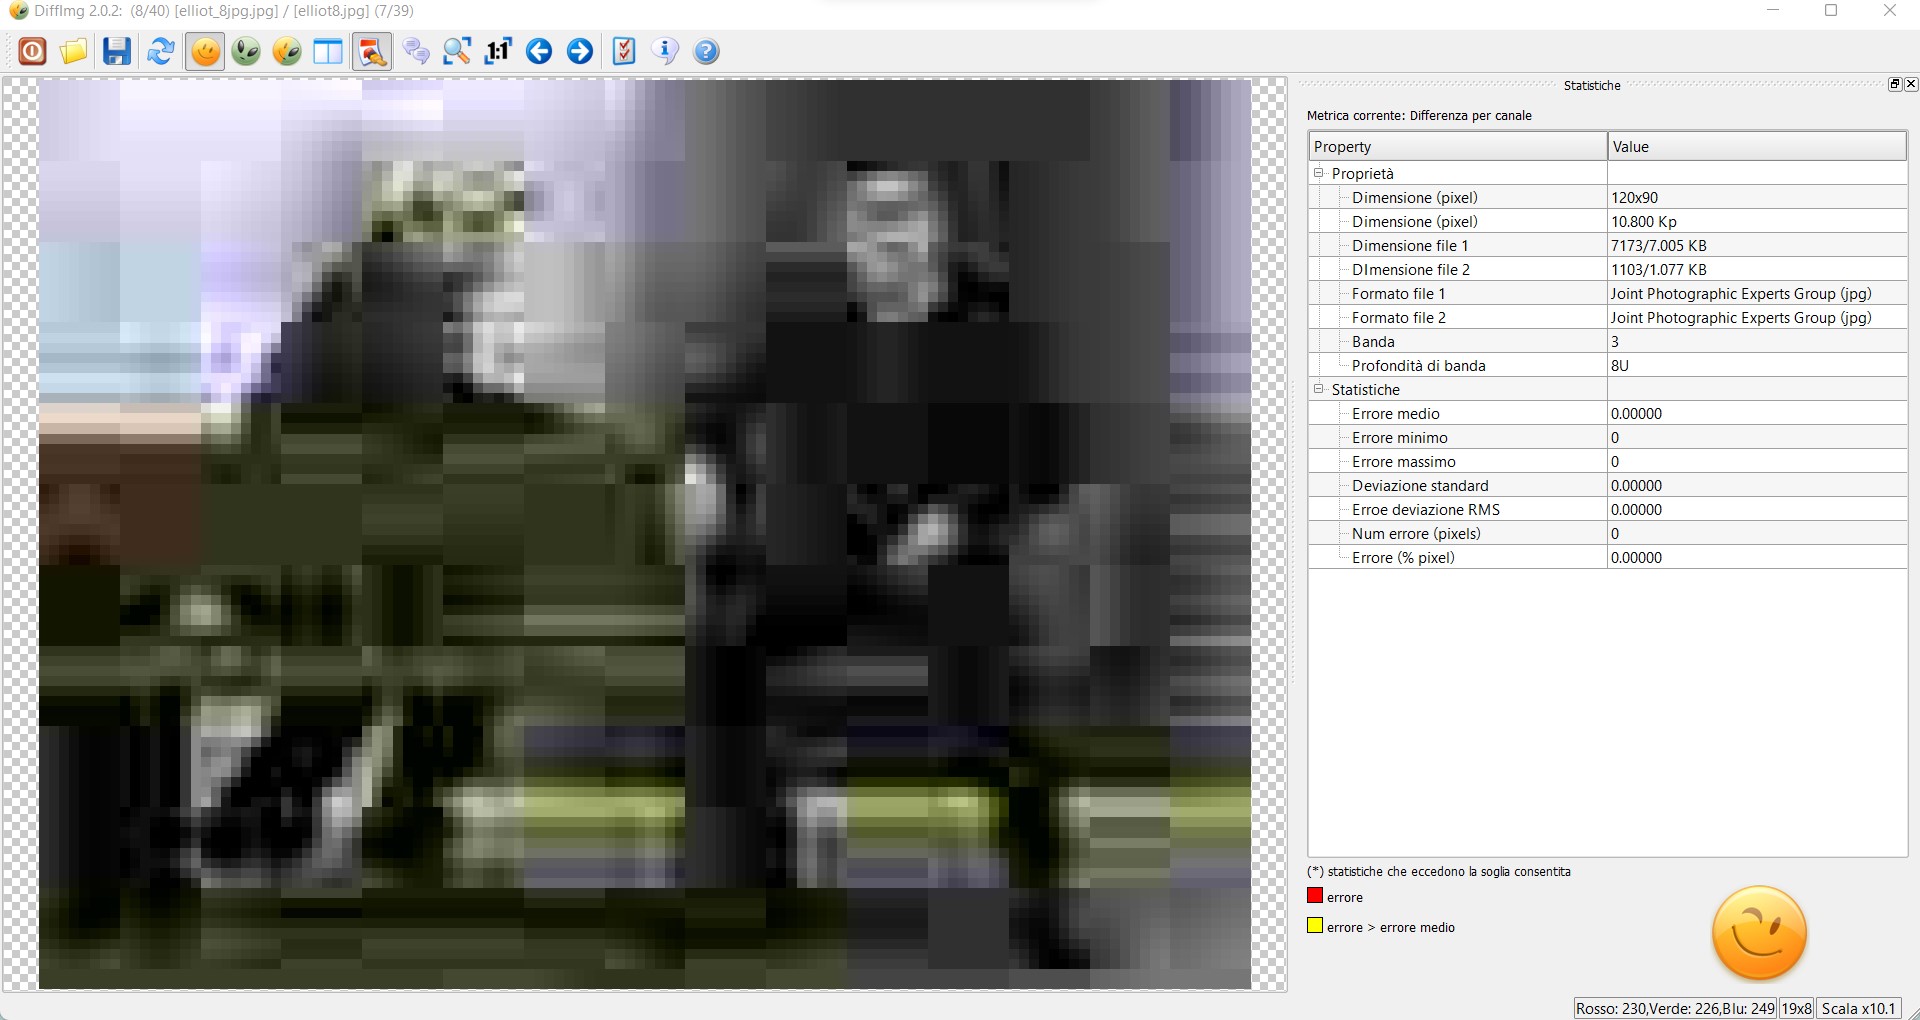 DiffImg 2.0.2: (8/40) [elliot_8jpg.jpg] / [elliot8.jpg] (7/39)
1:1
Statistiche
Metrica corrente: Differenza per canale
Property Value
Proprietà
Dimensione (pixel) 120x90
Dimensione (pixel) 10.800 Kp
Dimensione file 1 7173/7.005 KB
DImensione file 2 1103/1.077 KB
Formato file 1 Joint Photographic Experts Group (jpg)
Formato file 2 Joint Photographic Experts Group (jpg)
Banda 3
Profondità di banda 8U
Statistiche
Errore medio 0.00000
Errore minimo 0
Errore massimo 0
Deviazione standard 0.00000
Erroe deviazione RMS 0.00000
Num errore (pixels) 0
Errore (% pixel) 0.00000
(*) statistiche che eccedono la soglia consentita
errore
errore > errore medio
Rosso: 230,Verde: 226,Blu: 249 19x8 Scala x10.1